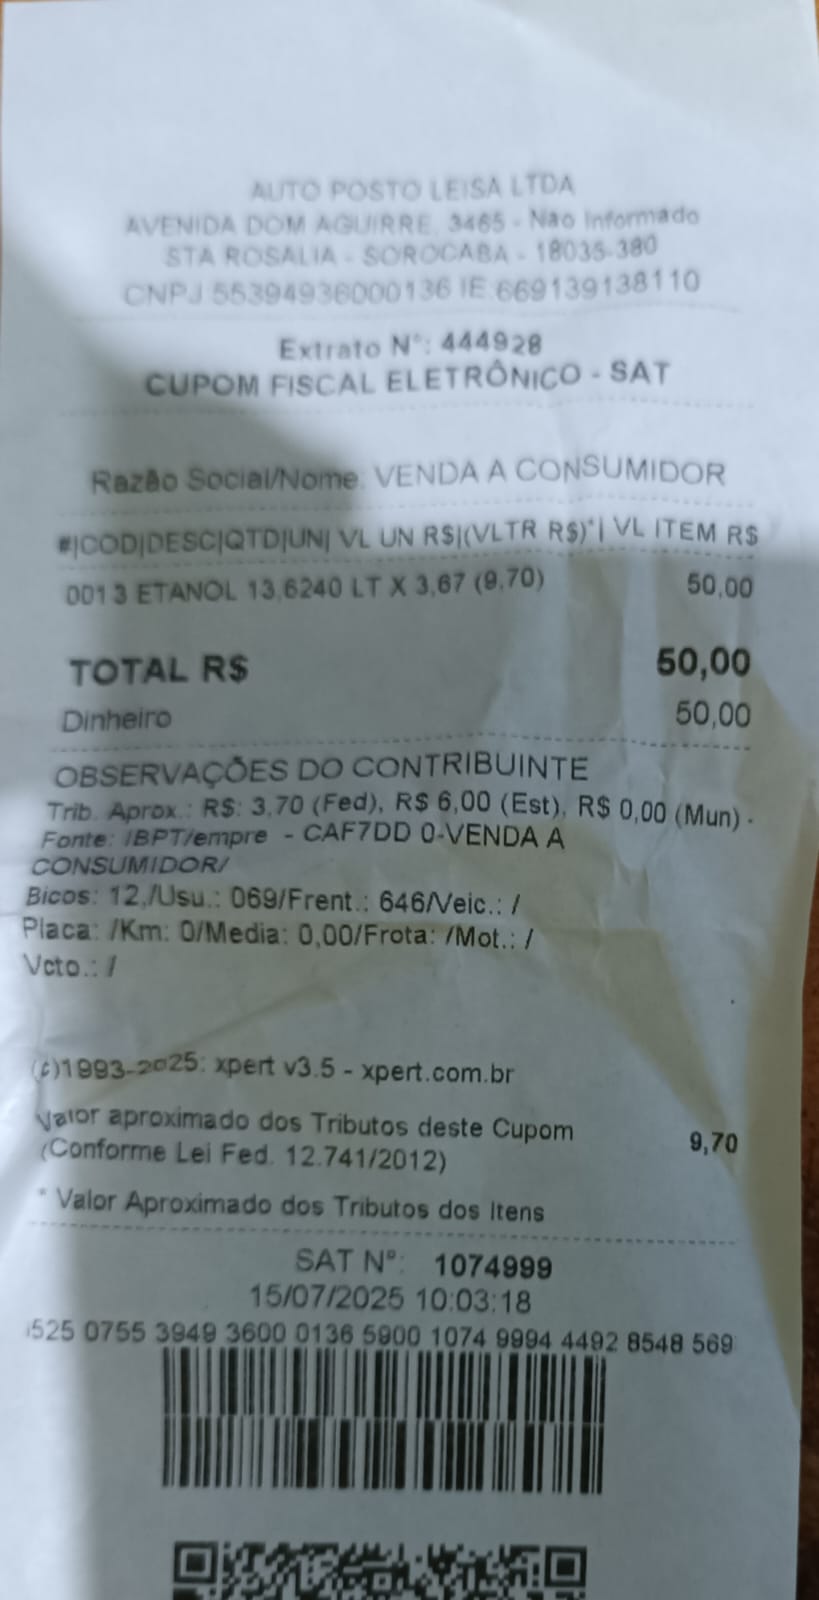 AUTO POSTO LEISA LTDA
AVENIDA DOM AGUIRRE, 3465 - Nao Informado
STA ROSALIA - SOROCABA - 18035-380
CNPJ 55394936000136 IE 669139138110
Extrato N°: 444928
CUPOM FISCAL ELETRÔNICO - SAT
Razão Social/Nome: VENDA A CONSUMIDOR
#|COD|DESC|QTD|UN| VL UN R$|(VLTR R$)*| VL ITEM R$
001 3 ETANOL 13,6240 LT X 3,67 (9,70) 50,00
TOTAL R$ 50,00
Dinheiro 50,00
OBSERVAÇÕES DO CONTRIBUINTE
Trib. Aprox.: R$: 3,70 (Fed), R$ 6,00 (Est), R$ 0,00 (Mun) -
Fonte: IBPT/empre - CAF7DD 0-VENDA A
CONSUMIDOR/
Bicos: 12,/Usu.: 069/Frent.: 646/Veic.: /
Placa: /Km: 0/Media: 0,00/Frota: /Mot.: /
Vcto.: /
(c)1993-2025: xpert v3.5 - xpert.com.br
Valor aproximado dos Tributos deste Cupom 9,70
(Conforme Lei Fed. 12.741/2012)
* Valor Aproximado dos Tributos dos Itens
SAT N°: 1074999
15/07/2025 10:03:18
525 0755 3949 3600 0136 5900 1074 9994 4492 8548 569